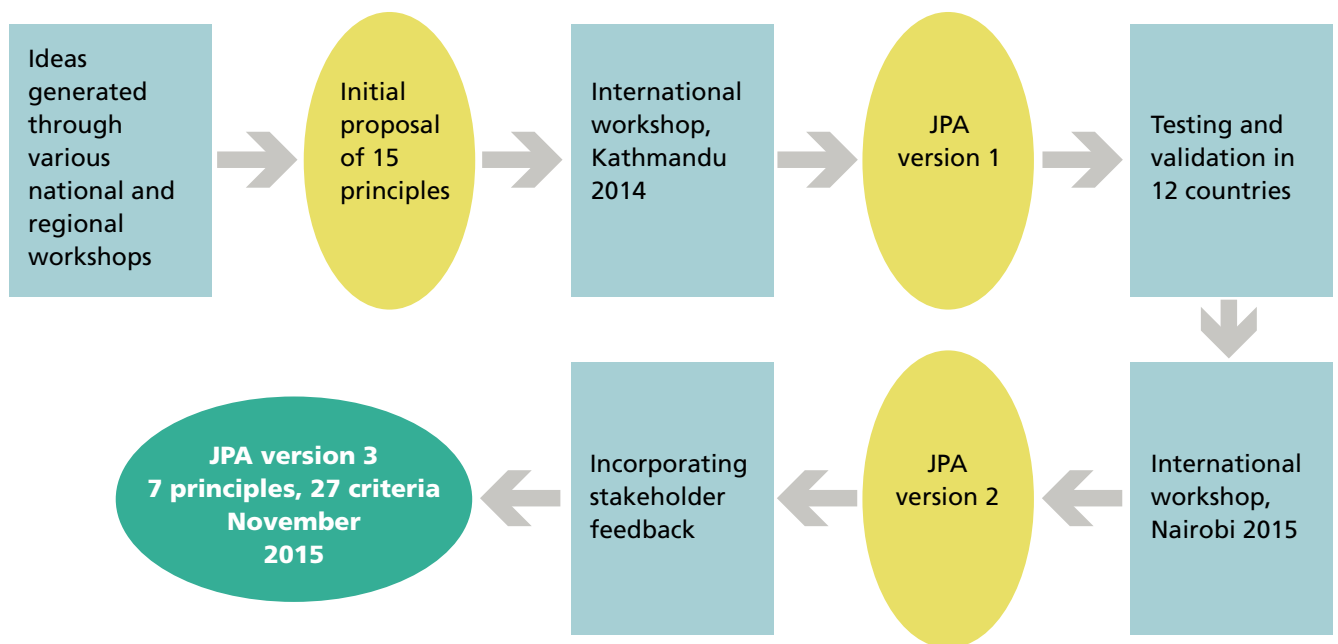 Ideas
generated
through
various
national and
regional
workshops
Initial
proposal
of 15
principles
International
workshop,
Kathmandu
2014
JPA
version 1
Testing and
validation in
12 countries
International
workshop,
Nairobi 2015
JPA
version 2
Incorporating
stakeholder
feedback
JPA version 3
7 principles, 27 criteria
November
2015